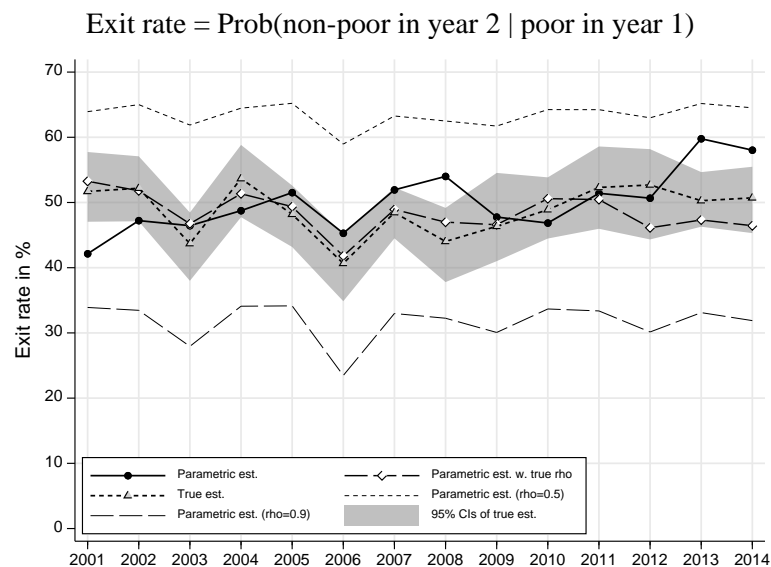 Exit rate = Prob(non-poor in year 2 | poor in year 1)
70
60
50
40
30
20
10
0
Exit rate in %
Parametric est.
Parametric est. w. true rho
True est.
Parametric est. (rho=0.5)
Parametric est. (rho=0.9)
95% CIs of true est.
2001 2002 2003 2004 2005 2006 2007 2008 2009 2010 2011 2012 2013 2014